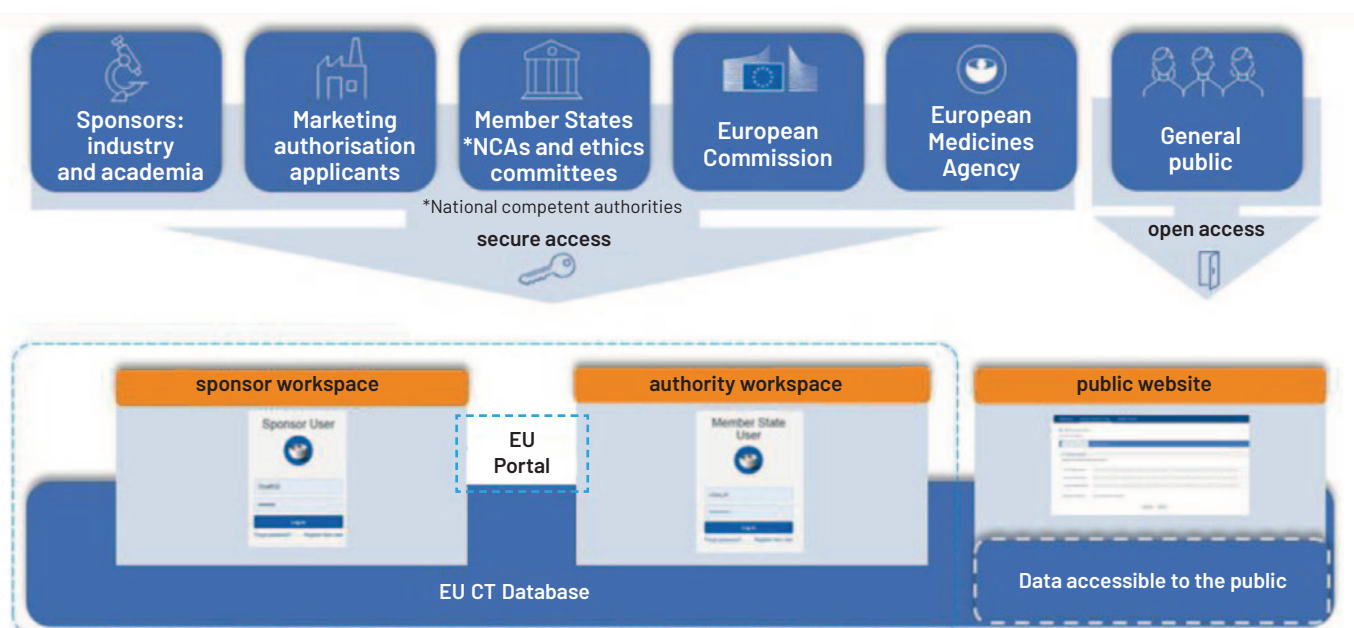 Sponsors:
industry
and academia
Marketing
authorisation
applicants
Member States
*NCAs and ethics
committees
European
Commission
European
Medicines
Agency
General
public
*National competent authorities
secure access
open access
sponsor workspace
authority workspace
public website
Sponsor User
Log in
EU
Portal
Member State
User
Log in
EU CT Database
Data accessible to the public